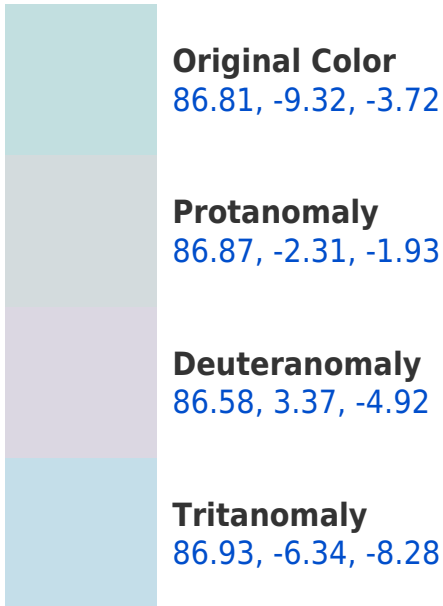 Original Color
86.81, -9.32, -3.72
Protanomaly
86.87, -2.31, -1.93
Deuteranomaly
86.58, 3.37, -4.92
Tritanomaly
86.93, -6.34, -8.28